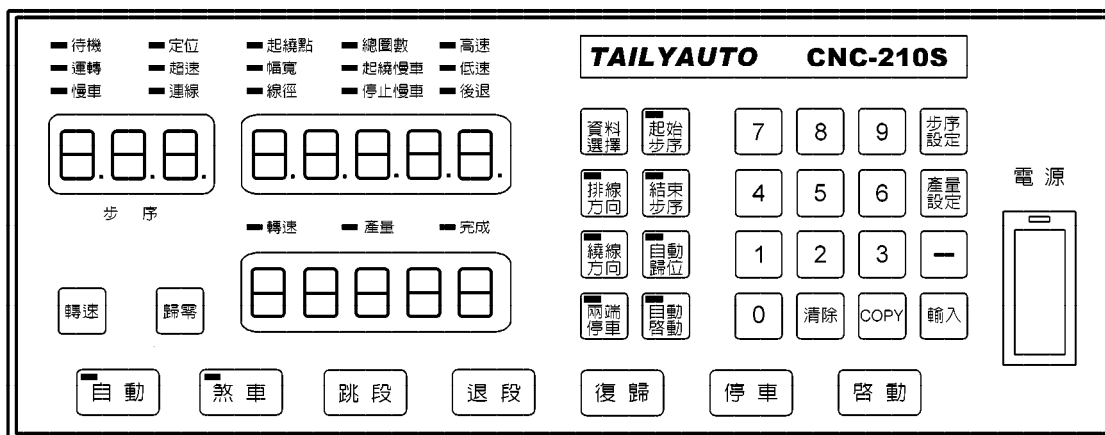 待機 定位 起繞點 總圈數 高速
運轉 超速 幅寬 起繞慢車 低速
慢車 連線 線徑 停止慢車 後退
TAILYAUTO CNC-210S
步序
轉速 產量 完成
轉速 歸零
資料選擇 起始步序
排線方向 結束步序
繞線方向 自動歸位
兩端停車 自動啓動
7 8 9 步序設定
4 5 6 產量設定
1 2 3 －
0 清除 COPY 輸入
電源
自動 煞車 跳段 退段 復歸 停車 啓動